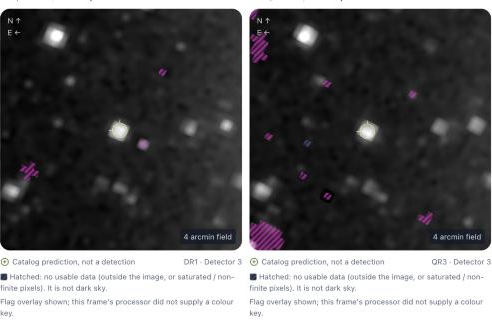 N ↑
E ←
4 arcmin field
Catalog prediction, not a detection
DR1 · Detector 3
Hatched: no usable data (outside the image, or saturated / non-
finite pixels). It is not dark sky.
Flag overlay shown; this frame's processor did not supply a colour
key.
N ↑
E ←
4 arcmin field
Catalog prediction, not a detection
QR3 · Detector 3
Hatched: no usable data (outside the image, or saturated / non-
finite pixels). It is not dark sky.
Flag overlay shown; this frame's processor did not supply a colour
key.